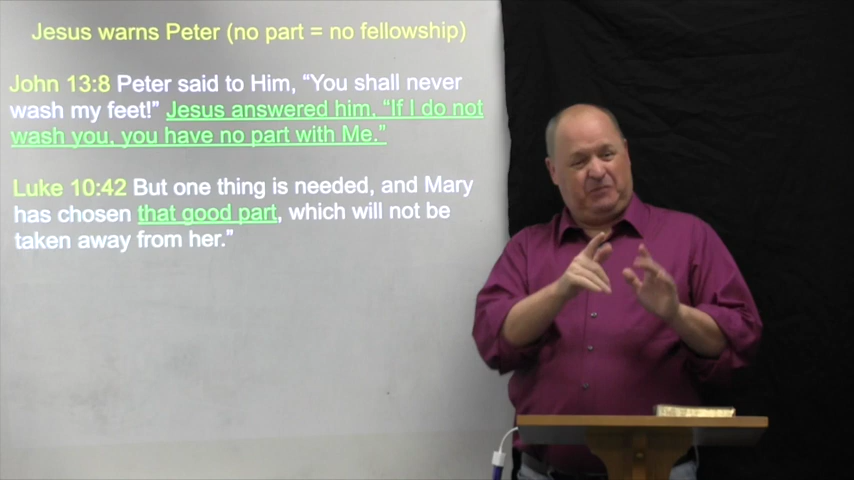 Jesus warns Peter (no part = no fellowship)
John 13:8 Peter said to Him, “You shall never
wash my feet!” Jesus answered him, “If I do not
wash you, you have no part with Me.”
Luke 10:42 But one thing is needed, and Mary
has chosen that good part, which will not be
taken away from her.”